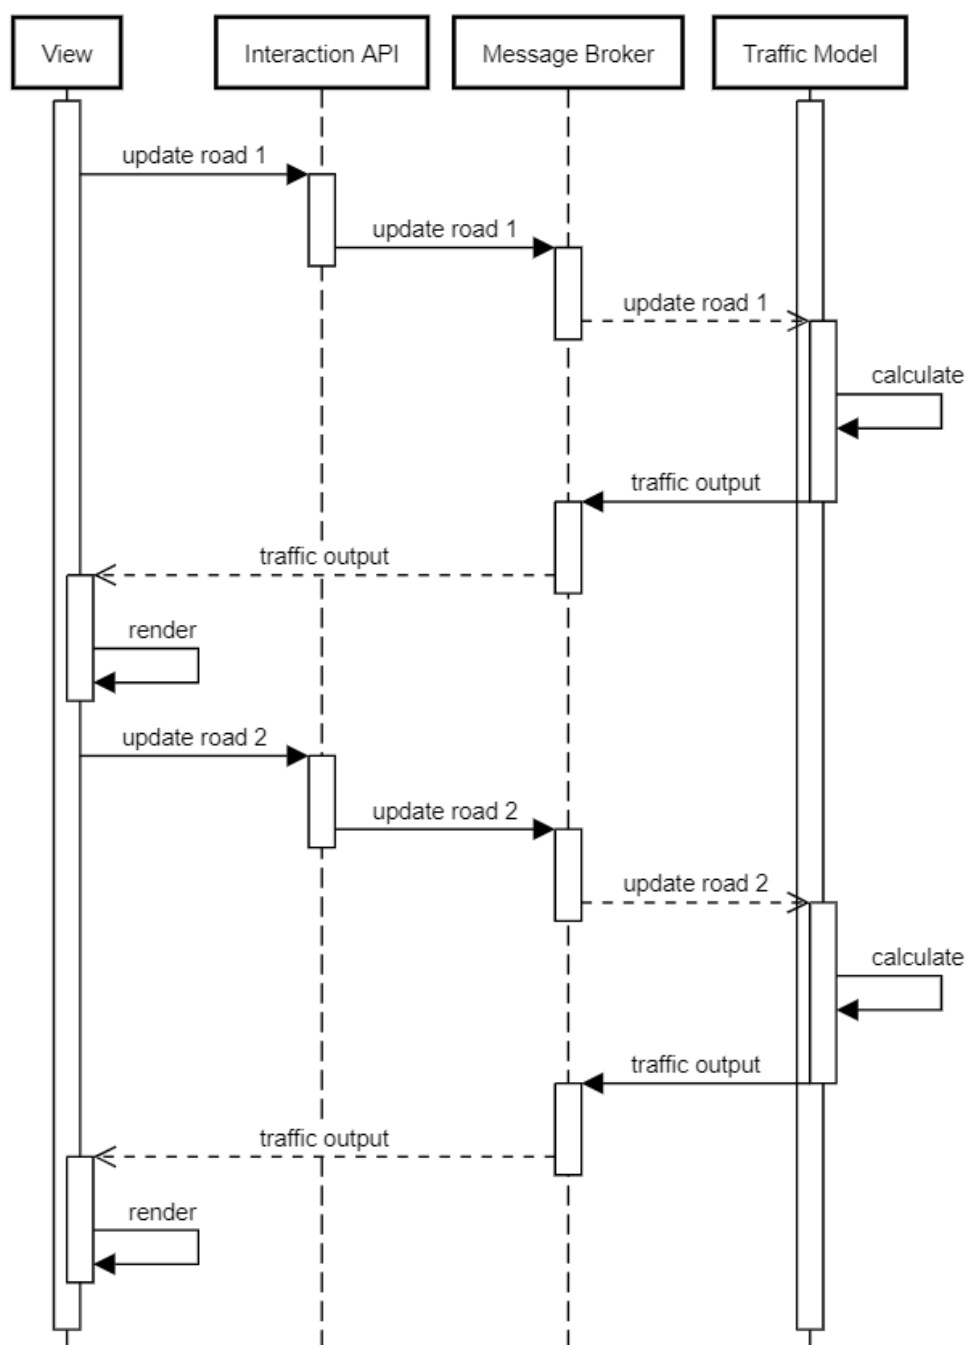 View
Interaction API
Message Broker
Traffic Model
update road 1
update road 1
update road 1
calculate
traffic output
traffic output
render
update road 2
update road 2
update road 2
calculate
traffic output
traffic output
render